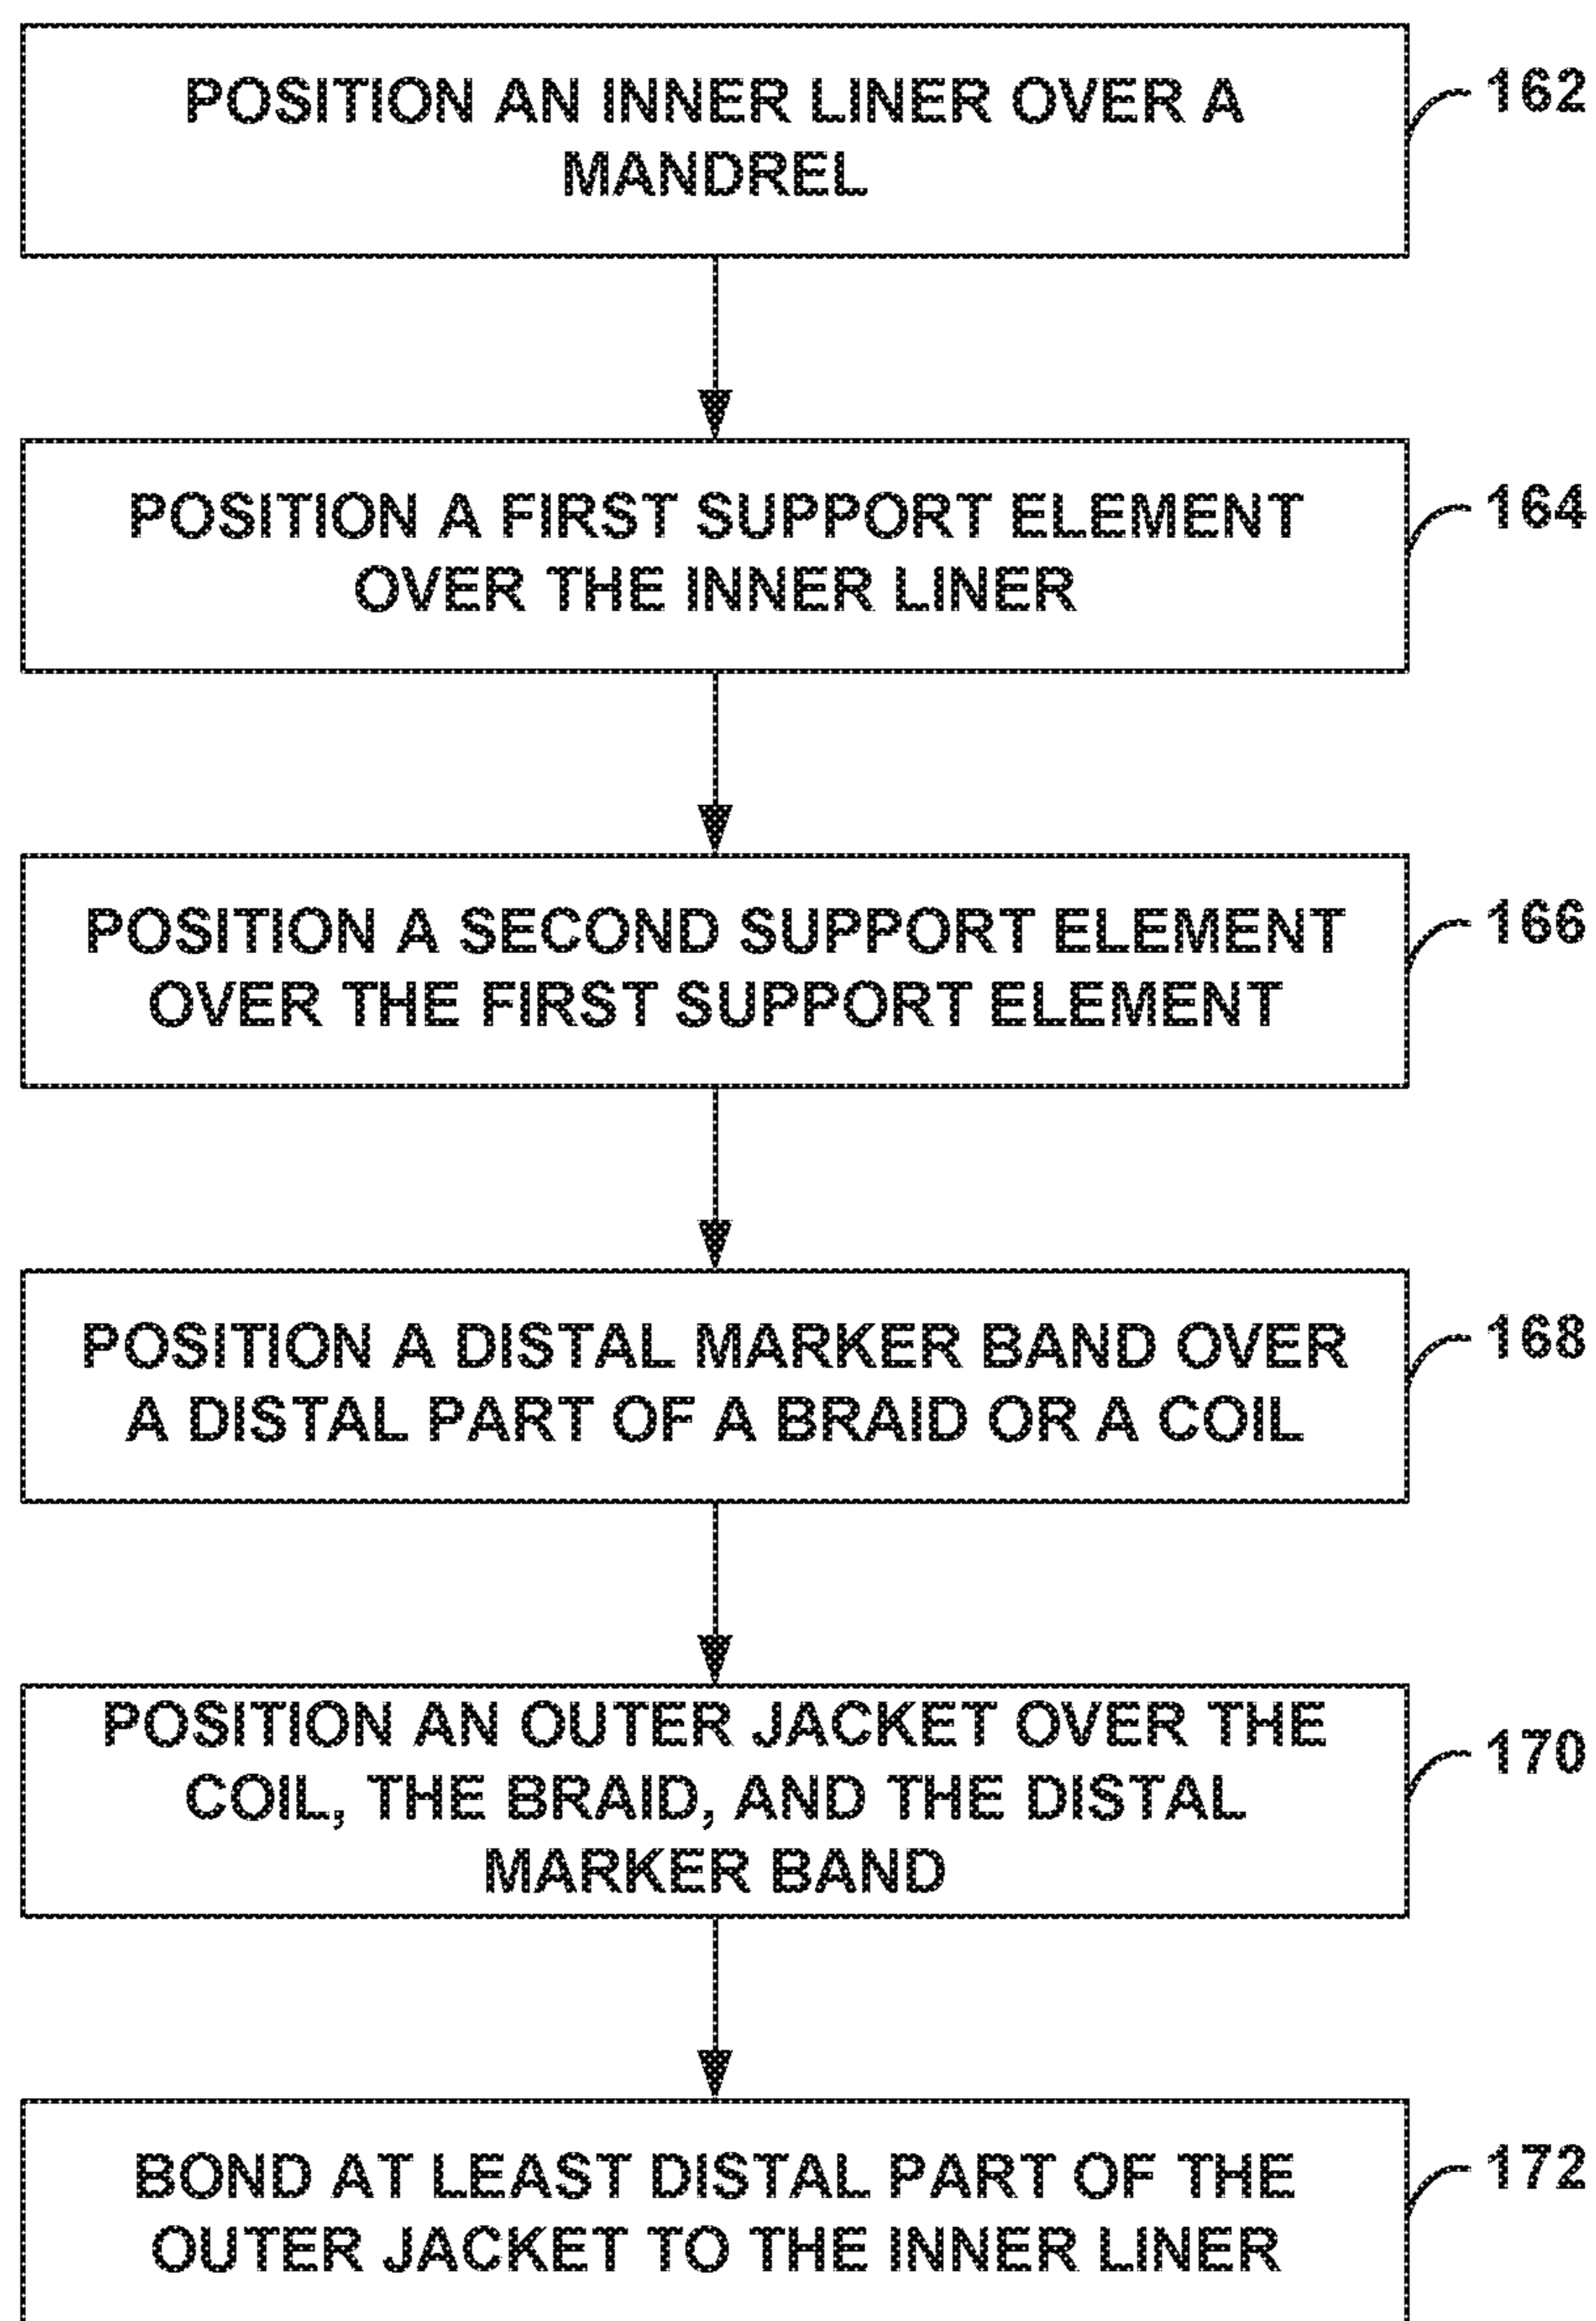 POSITION AN INNER LINER OVER A
MANDREL
162
POSITION A FIRST SUPPORT ELEMENT
OVER THE INNER LINER
164
POSITION A SECOND SUPPORT ELEMENT
OVER THE FIRST SUPPORT ELEMENT
166
POSITION A DISTAL MARKER BAND OVER
A DISTAL PART OF A BRAID OR A COIL
168
POSITION AN OUTER JACKET OVER THE
COIL, THE BRAID, AND THE DISTAL
MARKER BAND
170
BOND AT LEAST DISTAL PART OF THE
OUTER JACKET TO THE INNER LINER
172